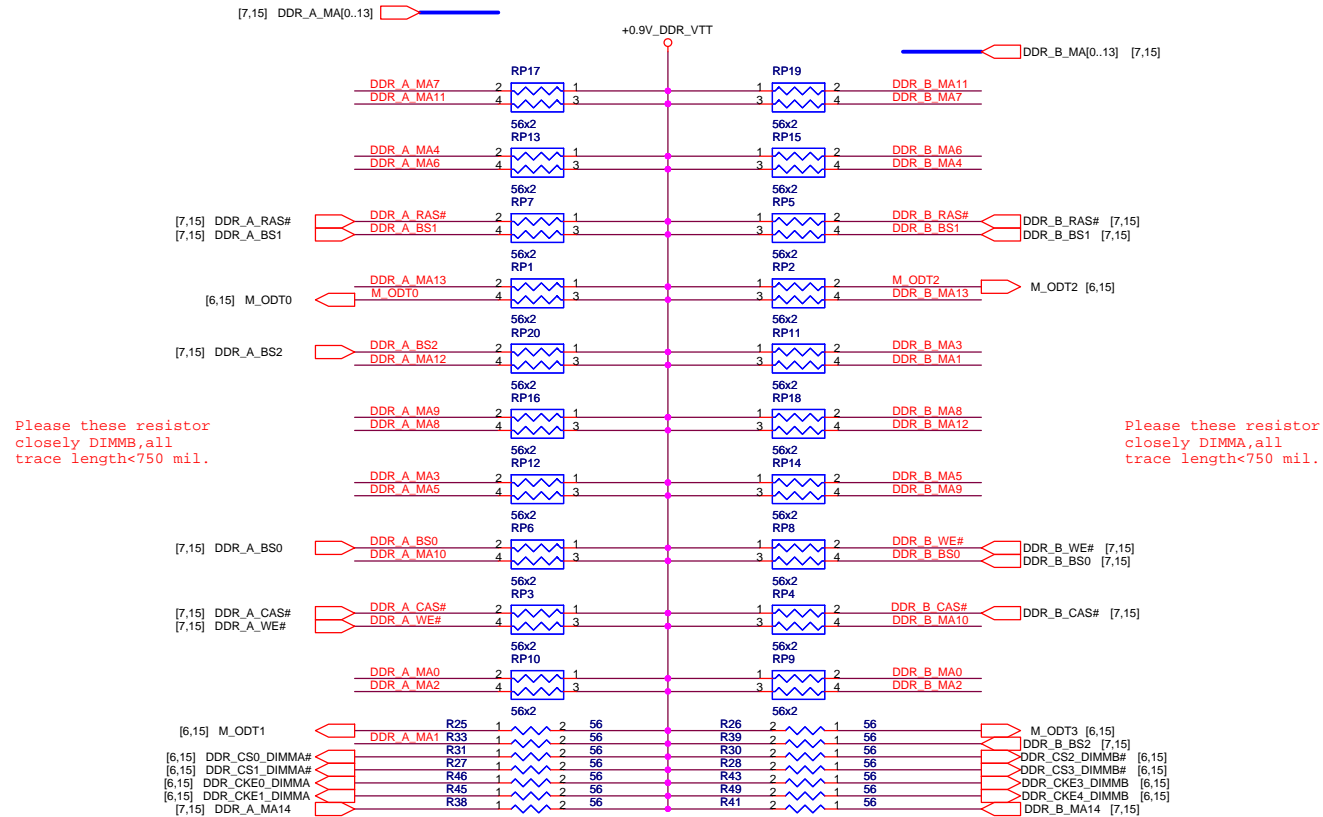 [7,15] DDR_A_MA[0..13]
+0.9V_DDR_VTT
DDR_B_MA[0..13] [7,15]
RP17 RP19
DDR_A_MA7 2 1 1 2 DDR_B_MA11
DDR_A_MA11 4 3 3 4 DDR_B_MA7
56x2 56x2
RP13 RP15
DDR_A_MA4 2 1 1 2 DDR_B_MA6
DDR_A_MA6 4 3 3 4 DDR_B_MA4
56x2 56x2
RP7 RP5
[7,15] DDR_A_RAS# DDR_A_RAS# 2 1 1 2 DDR_B_RAS# DDR_B_RAS# [7,15]
[7,15] DDR_A_BS1 DDR_A_BS1 4 3 3 4 DDR_B_BS1 DDR_B_BS1 [7,15]
56x2 56x2
RP1 RP2
DDR_A_MA13 2 1 1 2 M_ODT2 M_ODT2 [6,15]
[6,15] M_ODT0 M_ODT0 4 3 3 4 DDR_B_MA13
56x2 56x2
RP20 RP11
[7,15] DDR_A_BS2 DDR_A_BS2 2 1 1 2 DDR_B_MA3
DDR_A_MA12 4 3 3 4 DDR_B_MA1
56x2 56x2
RP16 RP18
DDR_A_MA9 2 1 1 2 DDR_B_MA8
DDR_A_MA8 4 3 3 4 DDR_B_MA12
Please these resistor
closely DIMMB,all
trace length<750 mil.
Please these resistor
closely DIMMA,all
trace length<750 mil.
56x2 56x2
RP12 RP14
DDR_A_MA3 2 1 1 2 DDR_B_MA5
DDR_A_MA5 4 3 3 4 DDR_B_MA9
56x2 56x2
RP6 RP8
[7,15] DDR_A_BS0 DDR_A_BS0 2 1 1 2 DDR_B_WE# DDR_B_WE# [7,15]
DDR_A_MA10 4 3 3 4 DDR_B_BS0 DDR_B_BS0 [7,15]
56x2 56x2
RP3 RP4
[7,15] DDR_A_CAS# DDR_A_CAS# 2 1 1 2 DDR_B_CAS# DDR_B_CAS# [7,15]
[7,15] DDR_A_WE# DDR_A_WE# 4 3 3 4 DDR_B_MA10
56x2 56x2
RP10 RP9
DDR_A_MA0 2 1 1 2 DDR_B_MA0
DDR_A_MA2 4 3 3 4 DDR_B_MA2
56x2 56x2
[6,15] M_ODT1 R25 1 2 56 R26 2 1 56 M_ODT3 [6,15]
DDR_A_MA1 R33 1 2 56 R39 2 1 56 DDR_B_BS2 [7,15]
[6,15] DDR_CS0_DIMMA# R31 1 2 56 R30 2 1 56 DDR_CS2_DIMMB# [6,15]
[6,15] DDR_CS1_DIMMA# R27 1 2 56 R28 2 1 56 DDR_CS3_DIMMB# [6,15]
[6,15] DDR_CKE0_DIMMA R46 1 2 56 R43 2 1 56 DDR_CKE3_DIMMB [6,15]
[6,15] DDR_CKE1_DIMMA R45 1 2 56 R49 2 1 56 DDR_CKE4_DIMMB [6,15]
[7,15] DDR_A_MA14 R38 1 2 56 R41 2 1 56 DDR_B_MA14 [7,15]